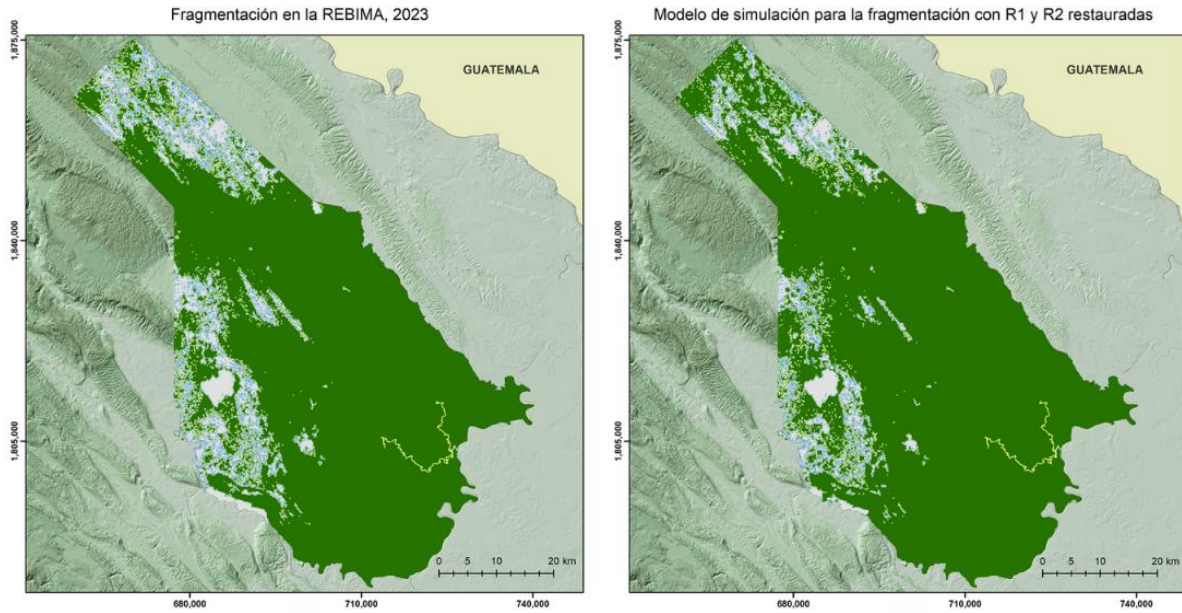 Fragmentación en la REBIMA, 2023
1,875,000
1,840,000
1,805,000
GUATEMALA
0 5 10 20 km
680,000 710,000 740,000
Modelo de simulación para la fragmentación con R1 y R2 restauradas
1,875,000
1,840,000
1,805,000
GUATEMALA
0 5 10 20 km
680,000 710,000 740,000